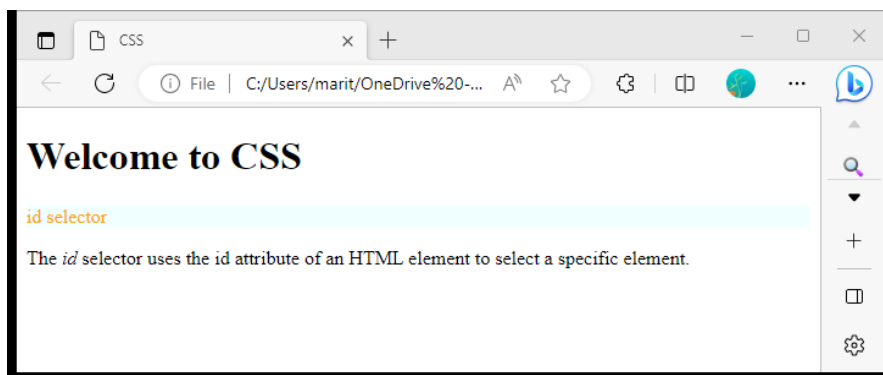 CSS
File | C:/Users/marit/OneDrive%20-...
Welcome to CSS
id selector
The id selector uses the id attribute of an HTML element to select a specific element.